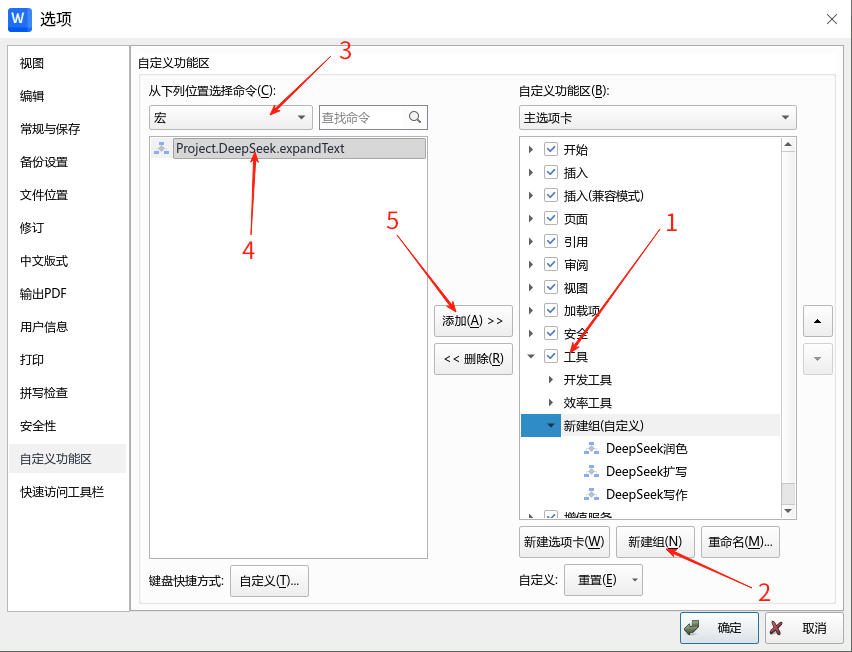 W 选项
视图
编辑
常规与保存
备份设置
文件位置
修订
中文版式
输出PDF
用户信息
打印
拼写检查
安全性
自定义功能区
快速访问工具栏
自定义功能区
从下列位置选择命令(C):
宏
查找命令
3
Project.DeepSeek.expandText
4
键盘快捷方式:
自定义(T)...
5
添加(A) >>
<< 删除(R)
自定义功能区(B):
主选项卡
开始
插入
插入(兼容模式)
页面
引用
审阅
视图
加载项
安全
工具
开发工具
效率工具
新建组(自定义)
DeepSeek润色
DeepSeek扩写
DeepSeek写作
增值服务
1
新建选项卡(W)
新建组(N)
重命名(M)...
自定义:
重置(E)
2
确定
取消